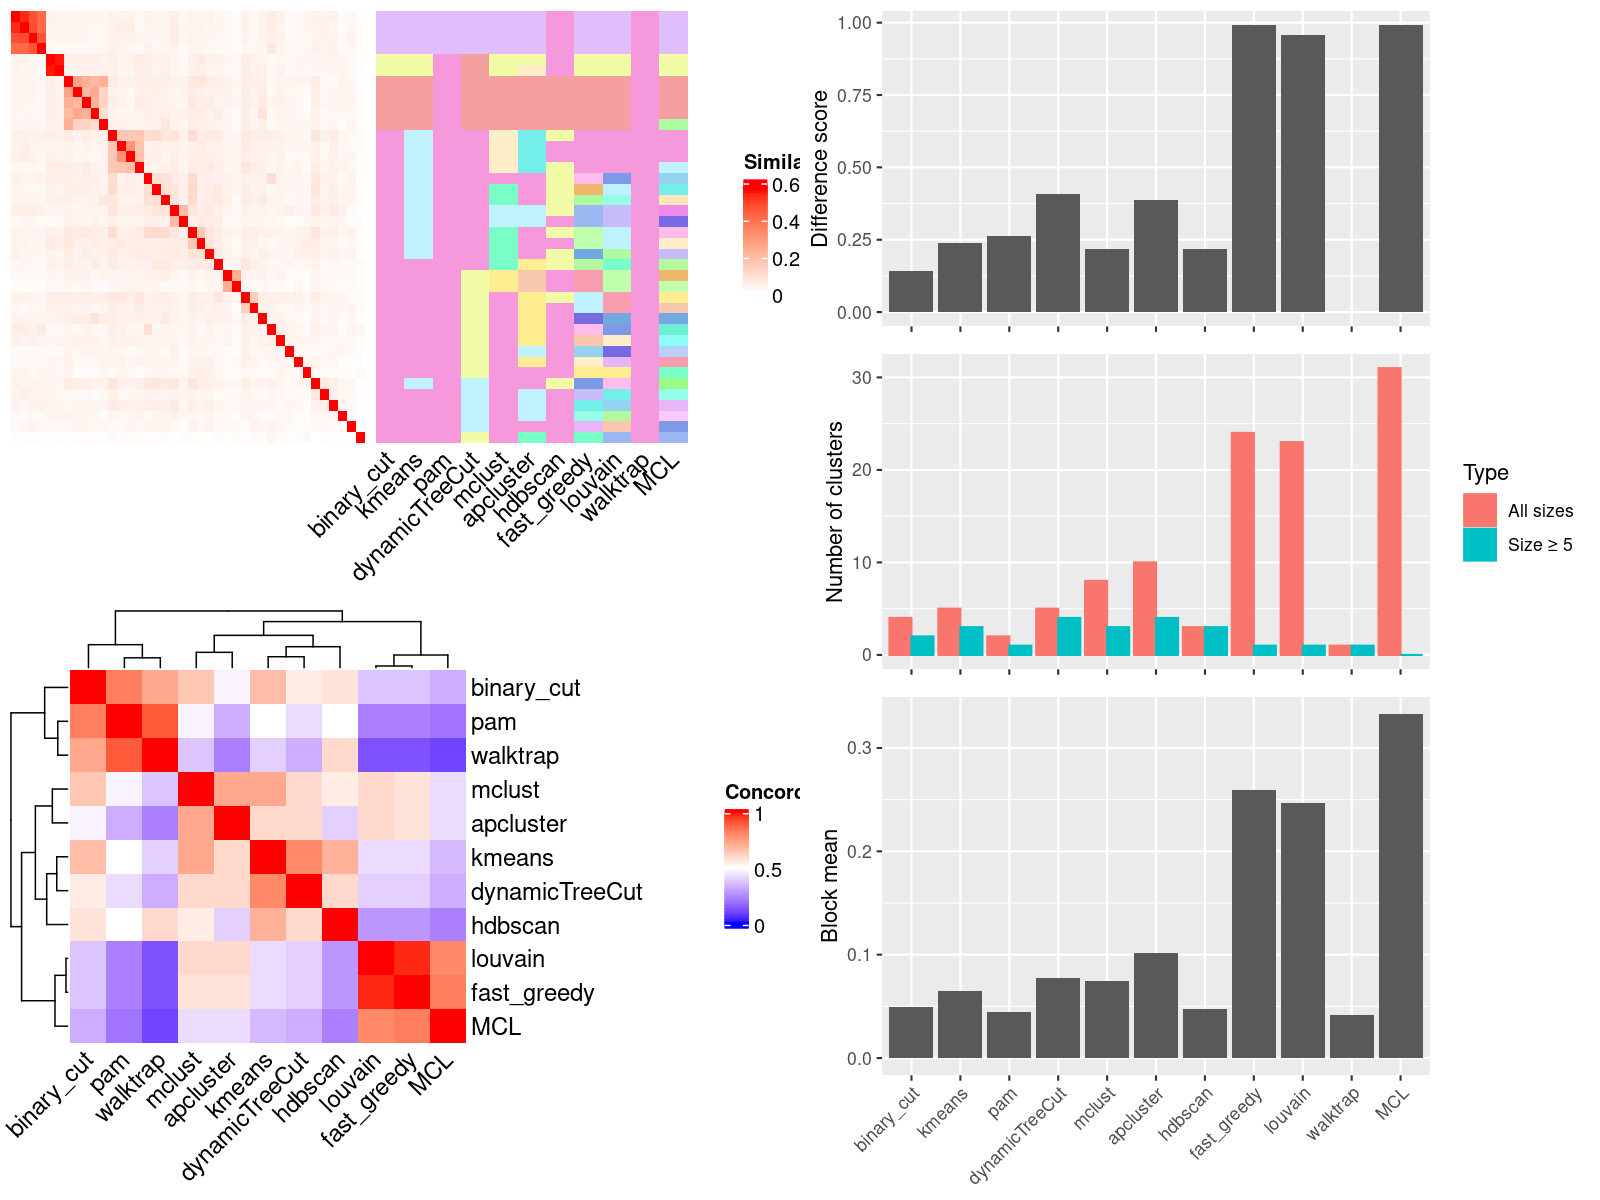 Simila
0.6
0.4
0.2
0
binary_cut
kmeans
pam
dynamicTreeCut
mclust
apcluster
hdbscan
fast_greedy
louvain
walktrap
MCL
binary_cut
pam
walktrap
mclust
apcluster
kmeans
dynamicTreeCut
hdbscan
louvain
fast_greedy
MCL
binary_cut
pam
walktrap
mclust
apcluster
kmeans
dynamicTreeCut
hdbscan
louvain
fast_greedy
MCL
Concord
1
0.5
0
Difference score
1.00
0.75
0.50
0.25
0.00
Number of clusters
30
20
10
0
Type
All sizes
Size ≥ 5
Block mean
0.3
0.2
0.1
0.0
binary_cut
kmeans
pam
dynamicTreeCut
mclust
apcluster
hdbscan
fast_greedy
louvain
walktrap
MCL